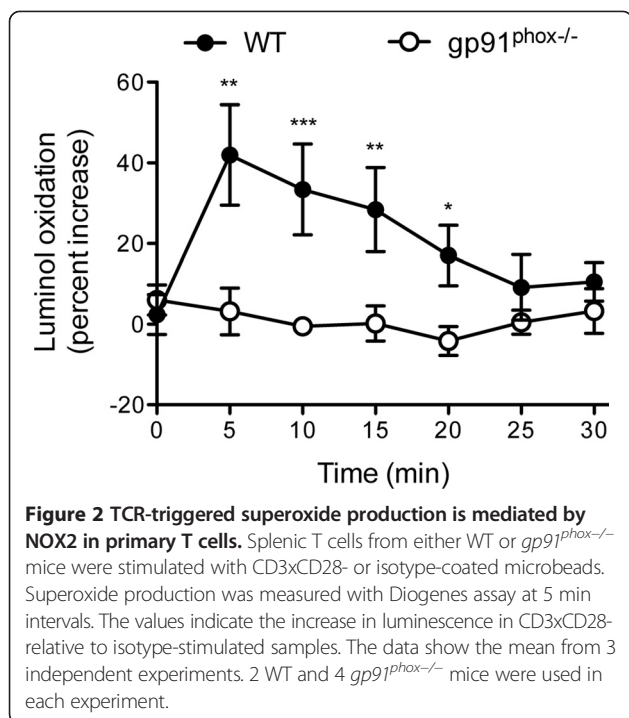 WT gp91phox-/-
60
**
***
**
*
40
20
0
-20
Luminol oxidation
(percent increase)
0 5 10 15 20 25 30
Time (min)
Figure 2 TCR-triggered superoxide production is mediated by
NOX2 in primary T cells. Splenic T cells from either WT or gp91phox–/–
mice were stimulated with CD3xCD28- or isotype-coated microbeads.
Superoxide production was measured with Diogenes assay at 5 min
intervals. The values indicate the increase in luminescence in CD3xCD28-
relative to isotype-stimulated samples. The data show the mean from 3
independent experiments. 2 WT and 4 gp91phox–/– mice were used in
each experiment.